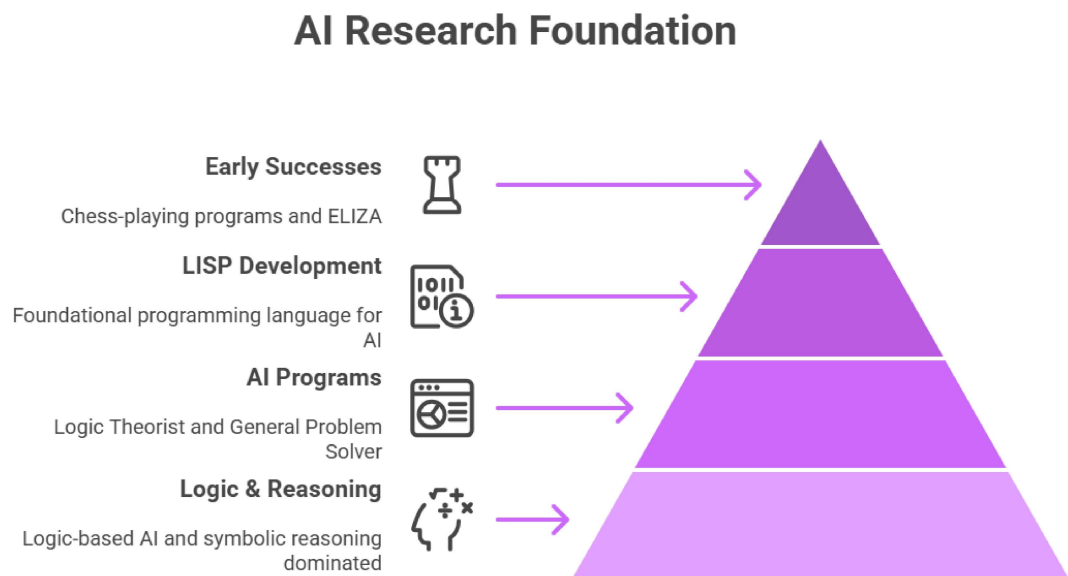 AI Research Foundation
Early Successes
Chess-playing programs and ELIZA
LISP Development
Foundational programming language for
AI
AI Programs
Logic Theorist and General Problem
Solver
Logic & Reasoning
Logic-based AI and symbolic reasoning
dominated